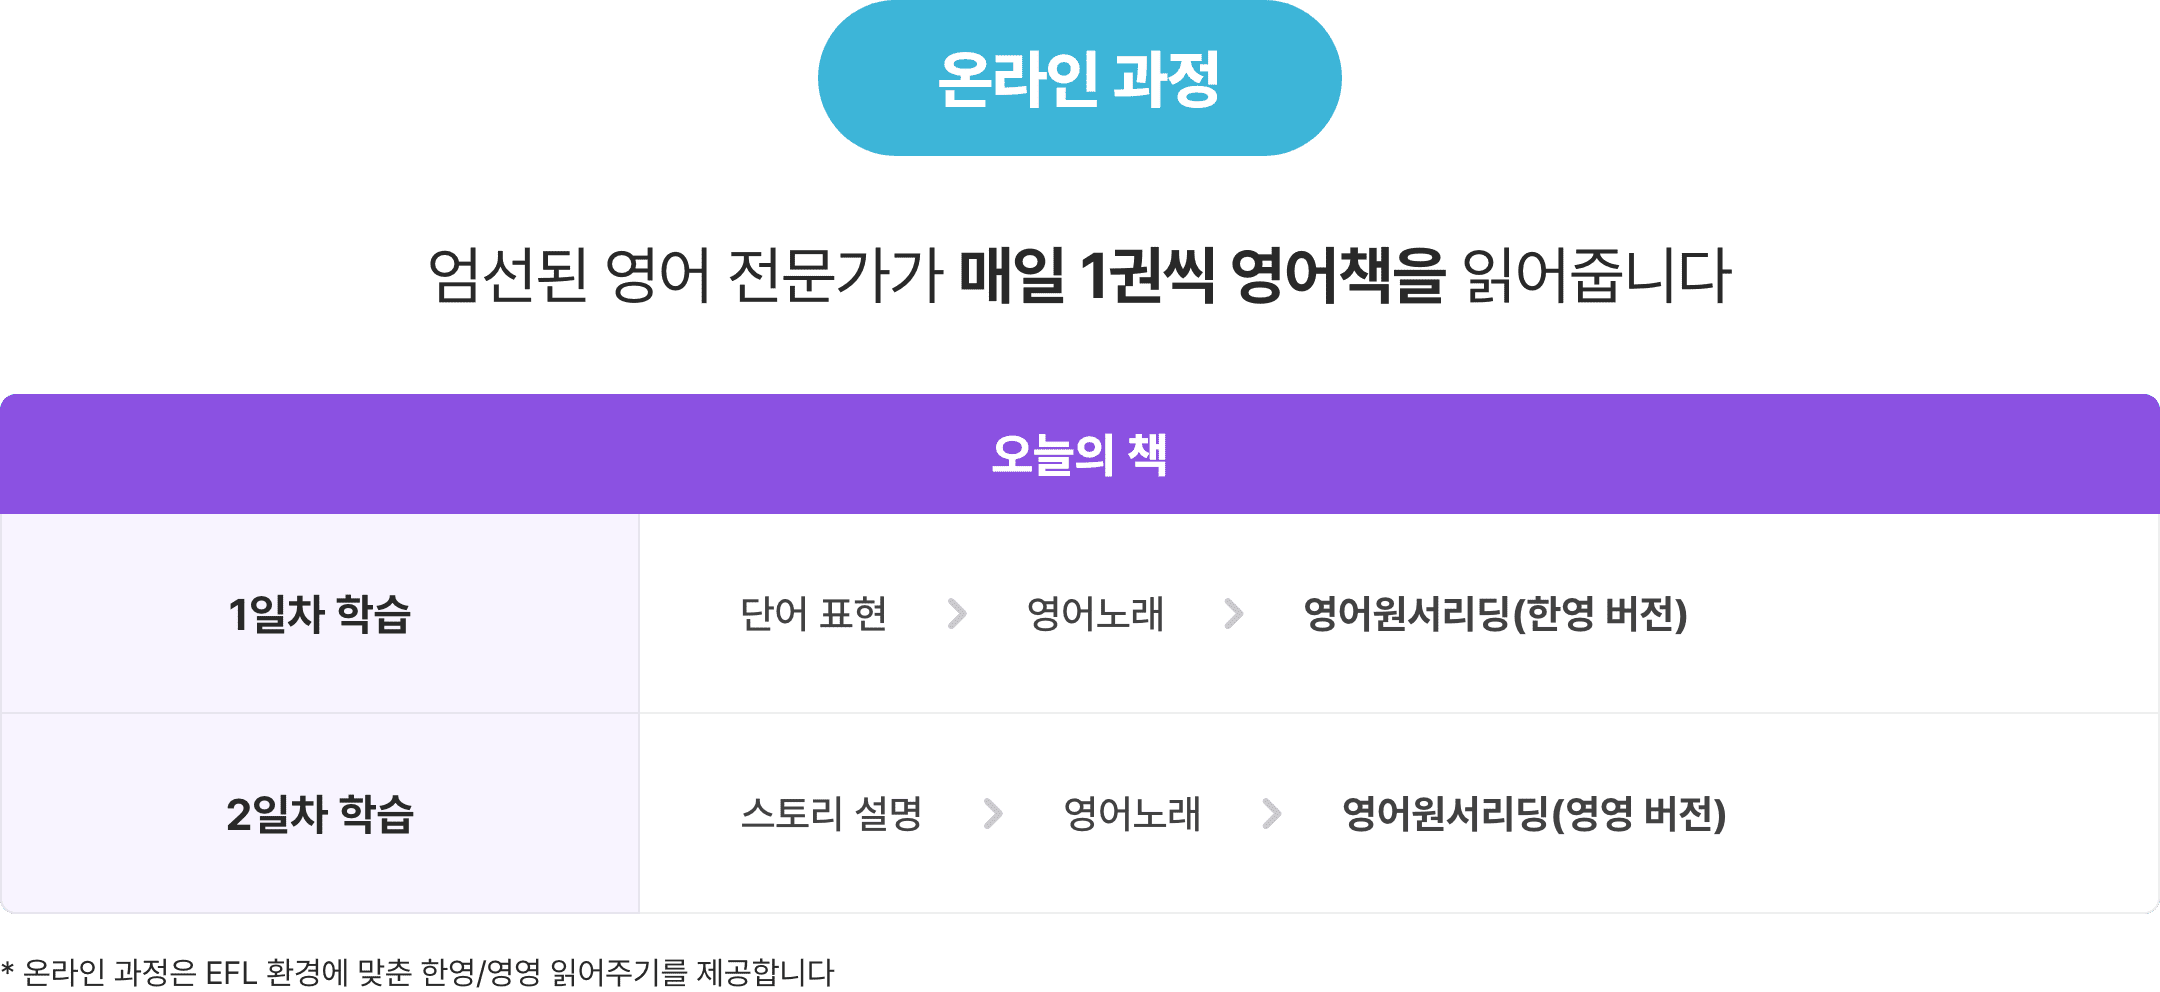 온라인 과정
엄선된 영어 전문가가 매일 1권씩 영어책을 읽어줍니다
오늘의 책
1일차 학습
단어 표현 > 영어노래 > 영어원서리딩(한영 버전)
2일차 학습
스토리 설명 > 영어노래 > 영어원서리딩(영영 버전)
* 온라인 과정은 EFL 환경에 맞춘 한영/영영 읽어주기를 제공합니다